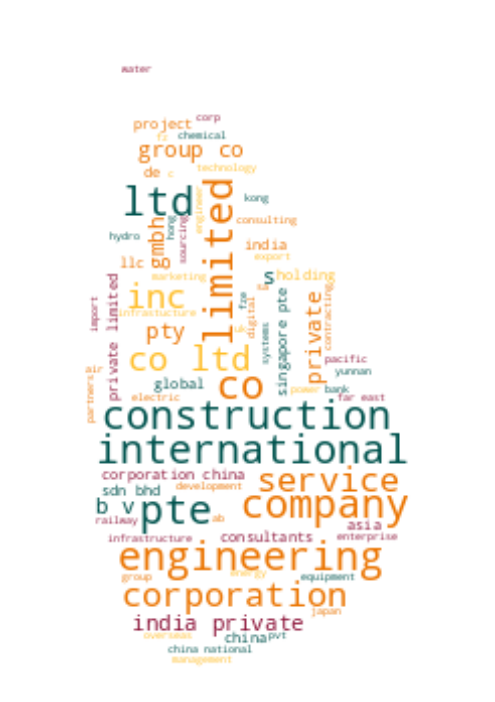 water
corp
project
fz
chemical
group co
technology
de c
ltd
limited
engineer
kong
hong
sourcing
gmbh
consulting
hydro
india
export
llc
marketing
s holding
inc
private limited
import
infrastucture
fze
digital
singapore pte
private
contracting
pty
systems
co ltd
pacific
air
yunnan
global
co
power bank
partners
electric
far east
construction
international
corporation china
service
development
sdn bhd
company
b v
pte
railway
ab
asia
infrastructure
consultants
enterprise
engineering
group
energy
equipment
corporation
japan
india private
overseas
china
pvt
china national
management